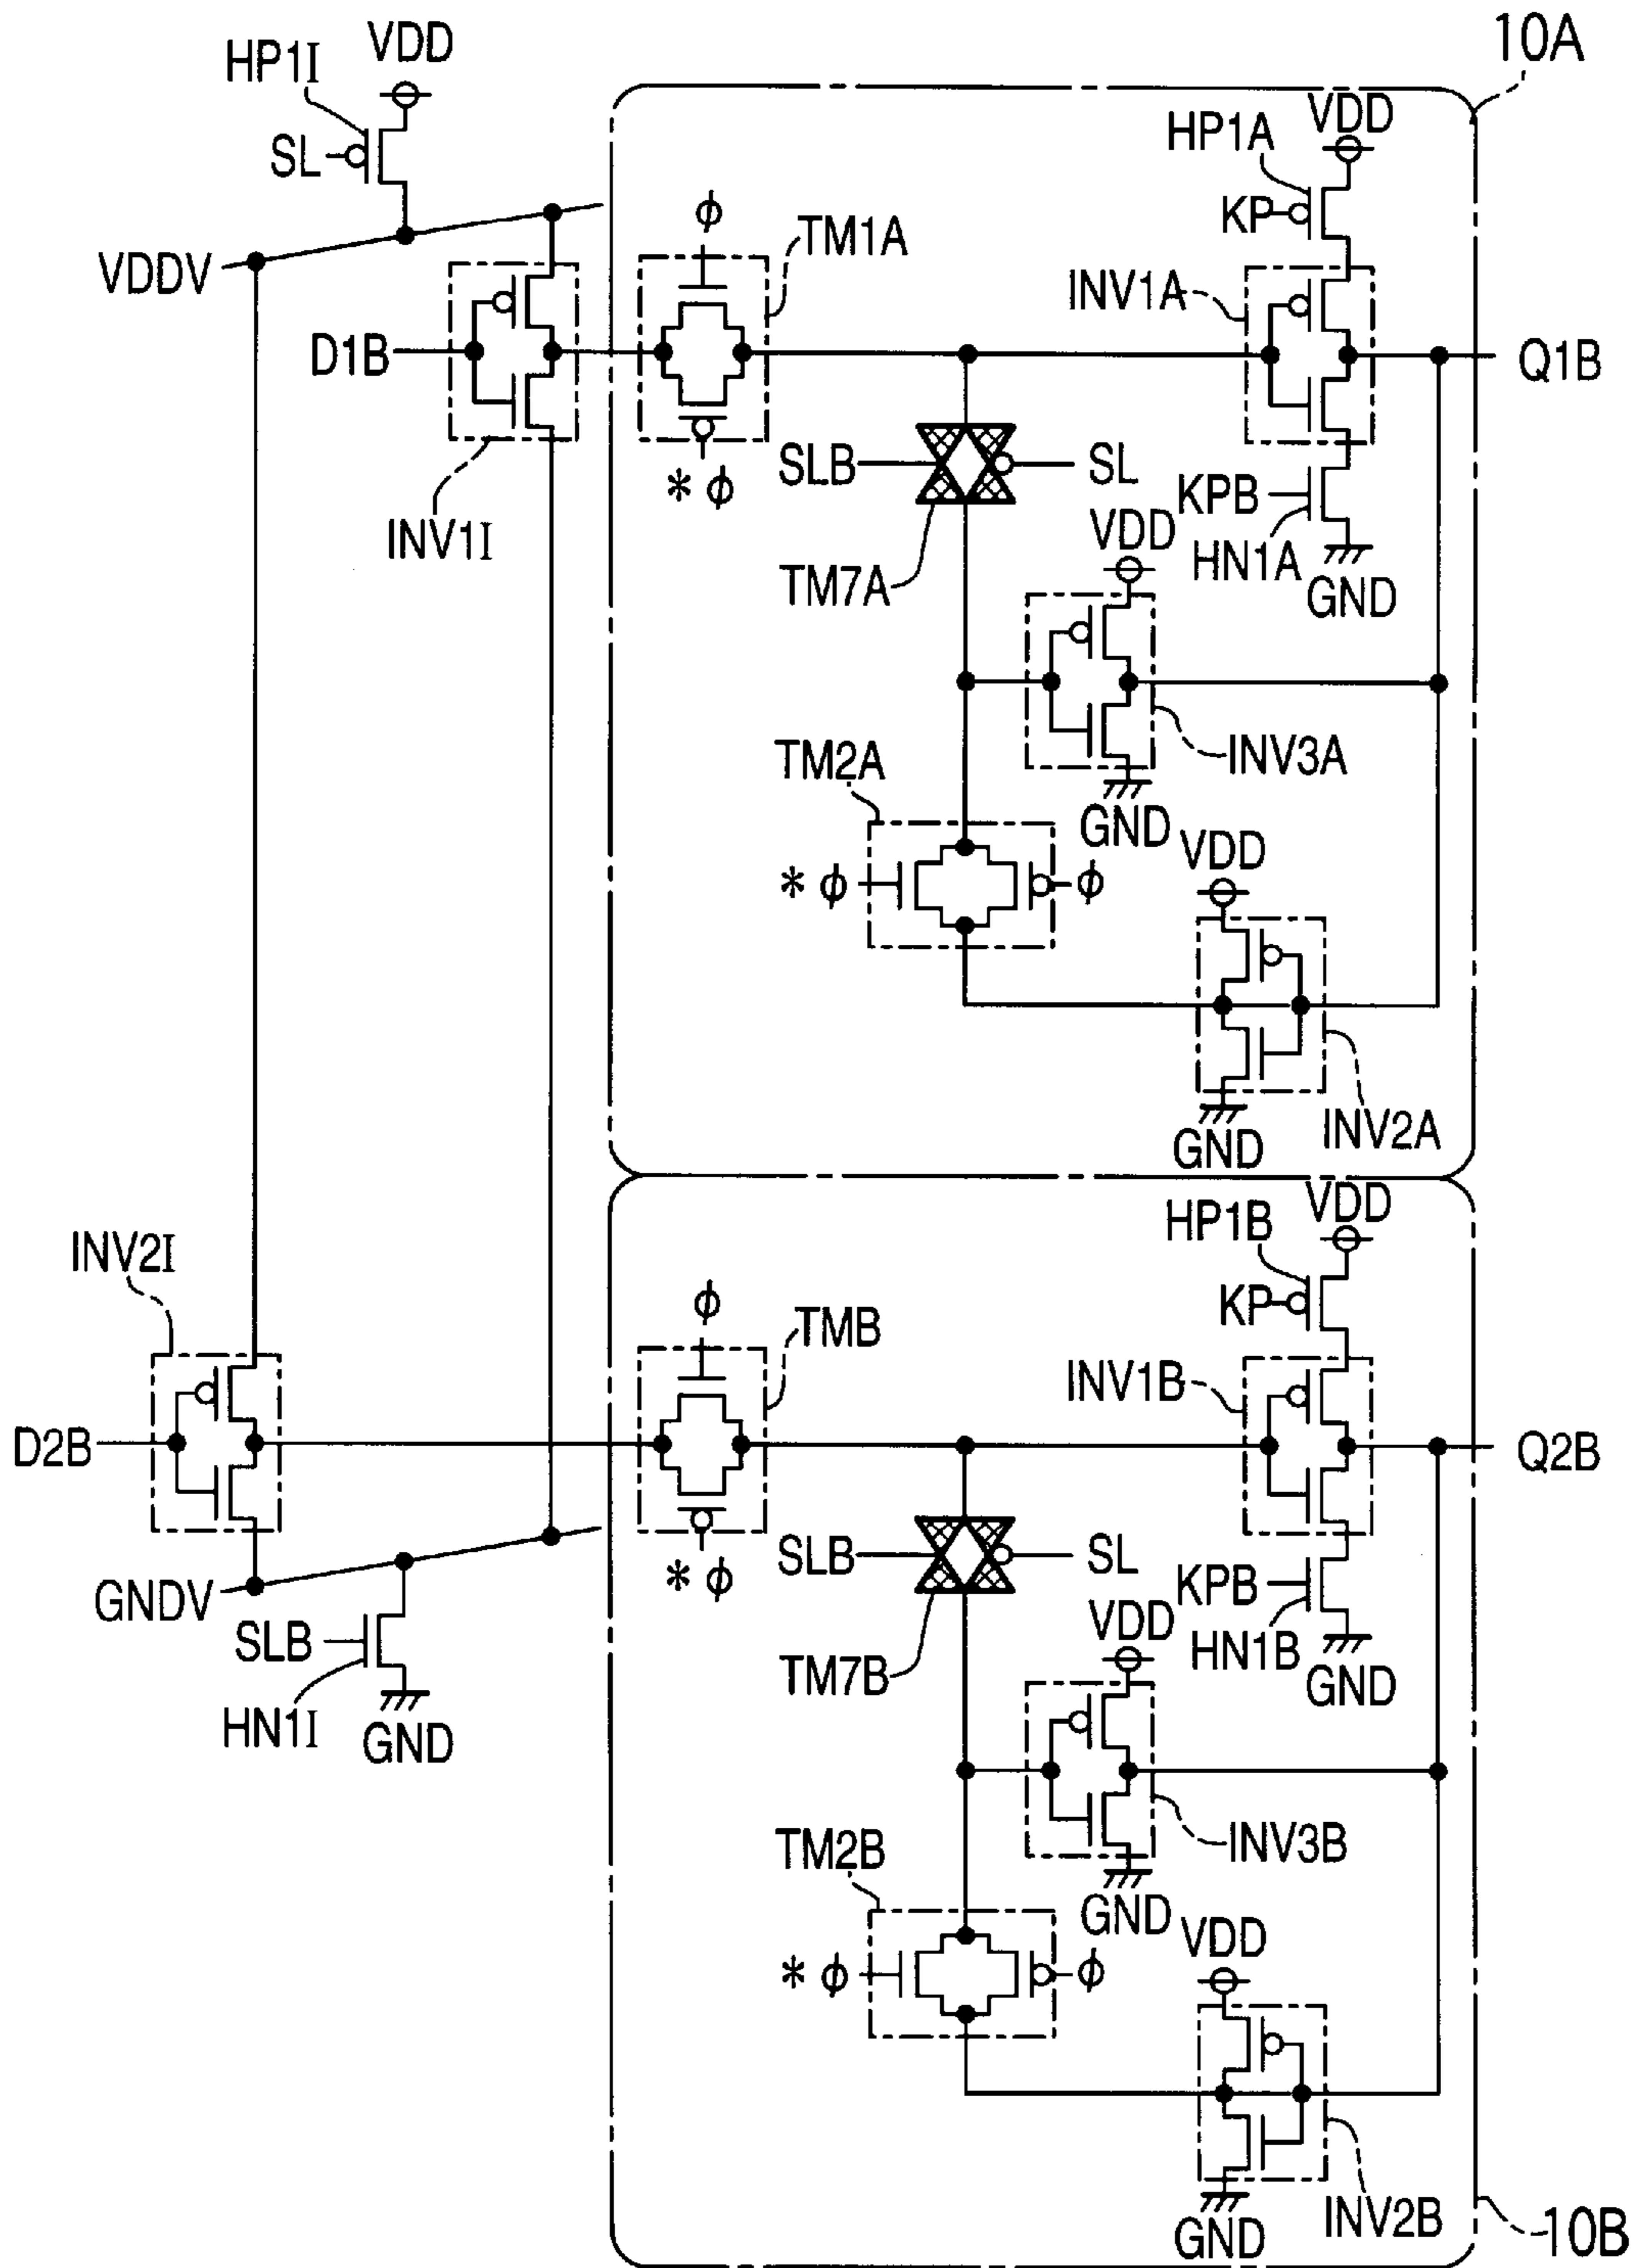 10A
HP1I
VDD
SL
VDDV
D1B
INV1I
ϕ
TM1A
* ϕ
HP1A
VDD
KP
INV1A
Q1B
KPB
HN1A
GND
SLB
SL
TM7A
VDD
INV3A
GND
TM2A
* ϕ
ϕ
VDD
INV2A
GND
INV2I
D2B
GNDV
SLB
HN1I
GND
ϕ
TMB
* ϕ
HP1B
VDD
KP
INV1B
Q2B
KPB
HN1B
GND
SLB
SL
TM7B
VDD
INV3B
GND
TM2B
* ϕ
ϕ
VDD
INV2B
GND
10B